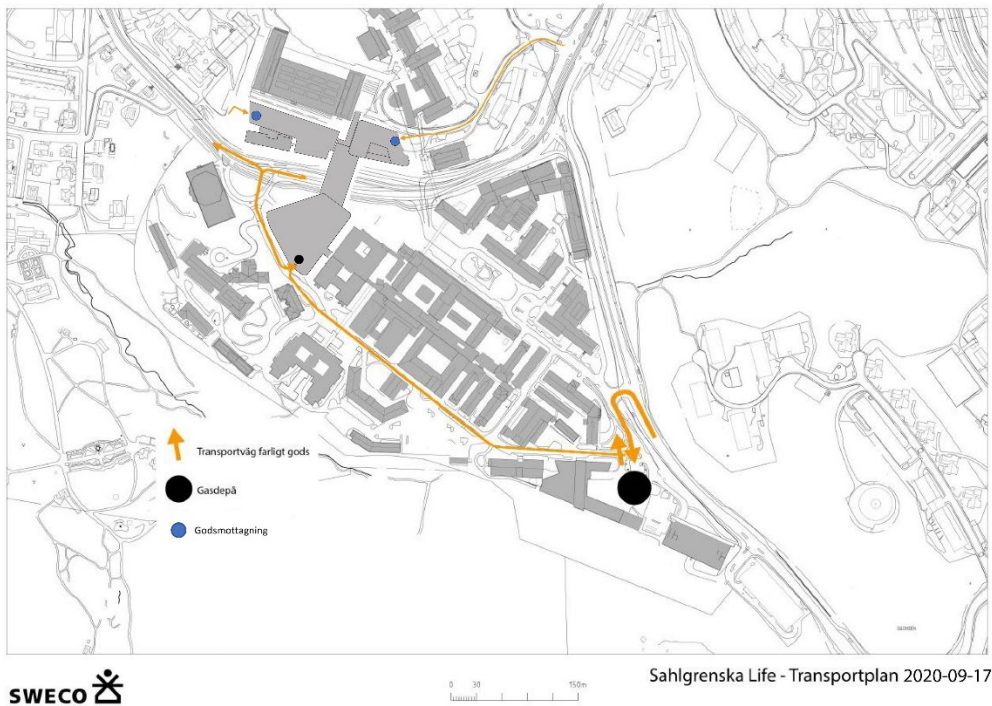 Transportväg farligt gods
Gasdepå
Godsmottagning
SWECO
0 30 150m
Sahlgrenska Life - Transportplan 2020-09-17